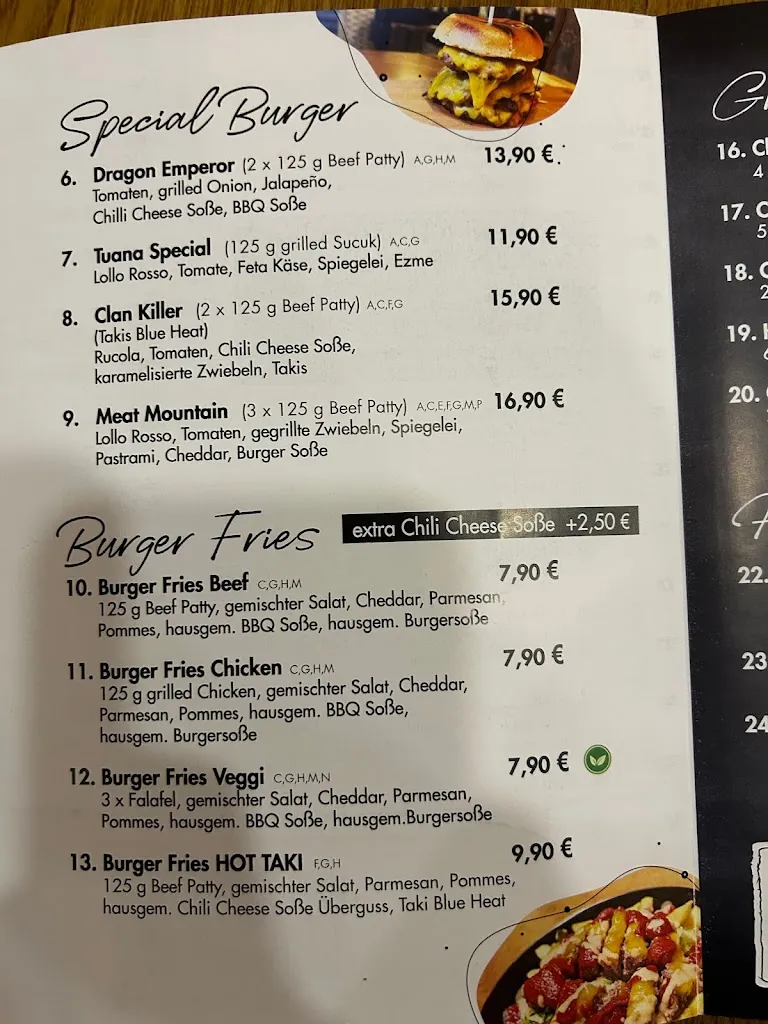 Special Burger
6. Dragon Emperor (2 x 125 g Beef Patty) A,G,H,M 13,90 €
Tomaten, grilled Onion, Jalapeño,
Chilli Cheese Soße, BBQ Soße
7. Tuana Special (125 g grilled Sucuk) A,C,G 11,90 €
Lollo Rosso, Tomate, Feta Käse, Spiegelei, Ezme
8. Clan Killer (2 x 125 g Beef Patty) A,C,F,G 15,90 €
(Takis Blue Heat)
Rucola, Tomaten, Chili Cheese Soße,
karamelisierte Zwiebeln, Takis
9. Meat Mountain (3 x 125 g Beef Patty) A,C,E,F,G,M,P 16,90 €
Lollo Rosso, Tomaten, gegrillte Zwiebeln, Spiegelei,
Pastrami, Cheddar, Burger Soße
Burger Fries extra Chili Cheese Soße +2,50 €
10. Burger Fries Beef C,G,H,M 7,90 €
125 g Beef Patty, gemischter Salat, Cheddar, Parmesan,
Pommes, hausgem. BBQ Soße, hausgem. Burgersoße
11. Burger Fries Chicken C,G,H,M 7,90 €
125 g grilled Chicken, gemischter Salat, Cheddar,
Parmesan, Pommes, hausgem. BBQ Soße,
hausgem. Burgersoße
12. Burger Fries Veggi C,G,H,M,N 7,90 €
3 x Falafel, gemischter Salat, Cheddar, Parmesan,
Pommes, hausgem. BBQ Soße, hausgem.Burgersoße
13. Burger Fries HOT TAKI F,G,H 9,90 €
125 g Beef Patty, gemischter Salat, Parmesan, Pommes,
hausgem. Chili Cheese Soße Überguss, Taki Blue Heat
16.
4
17.
5
18.
2
19.
20.
22.
23
24